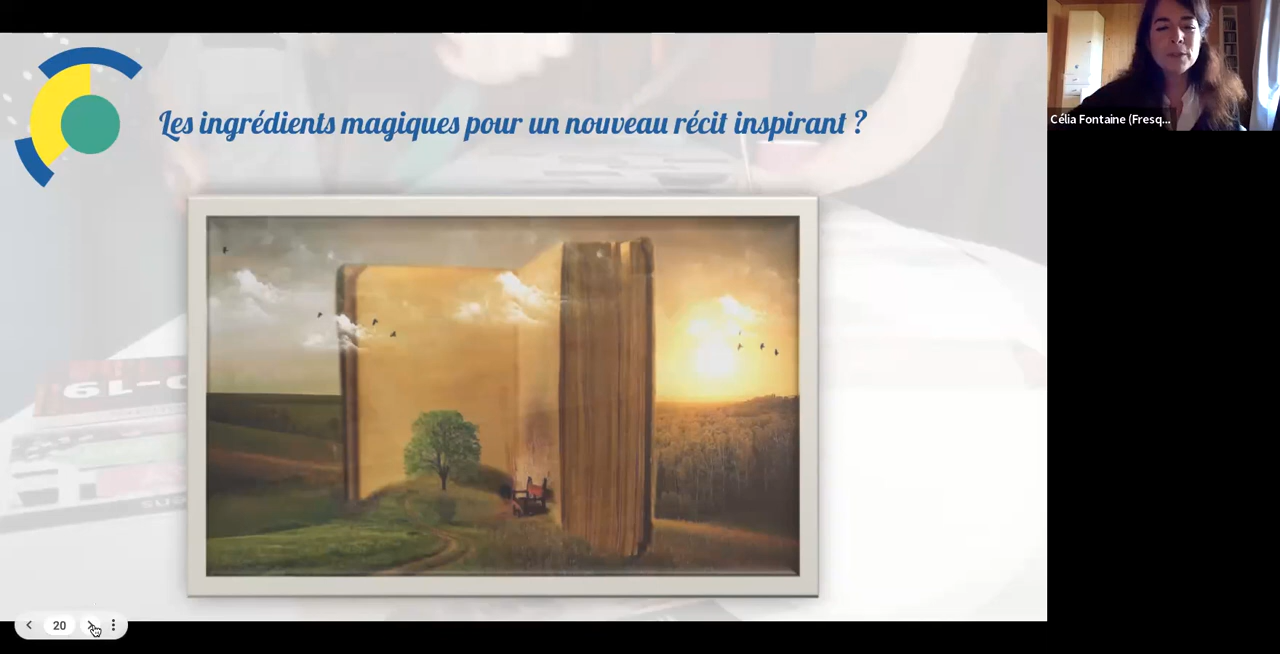 Les ingrédients magiques pour un nouveau récit inspirant ?
Célia Fontaine (Fresq...
20